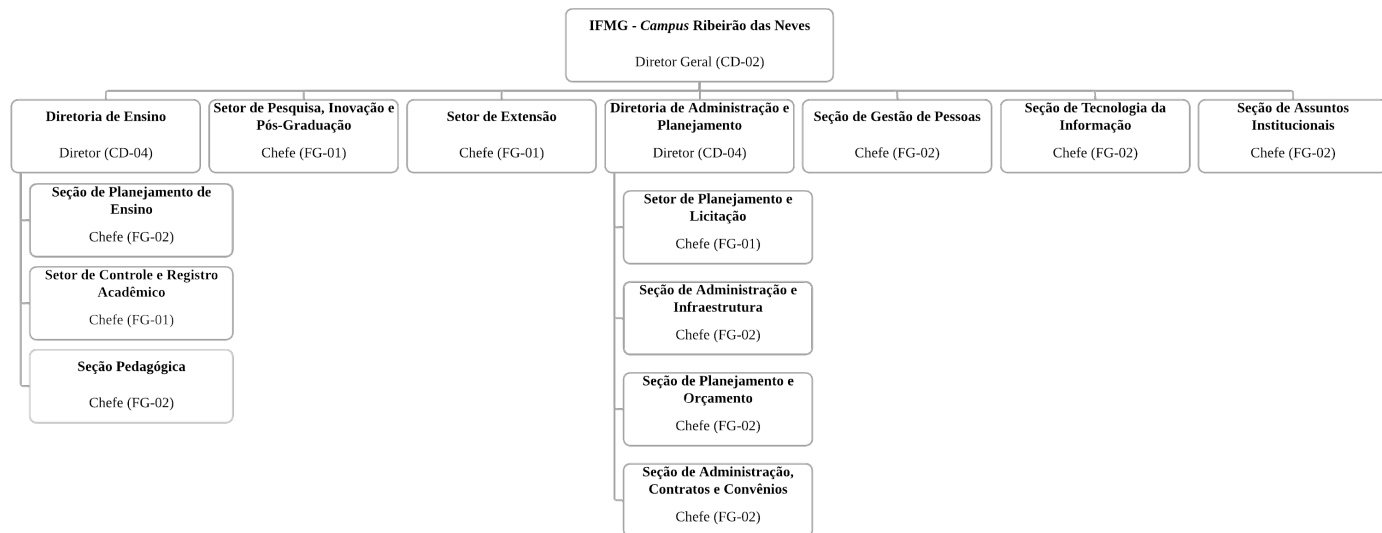 IFMG - Campus Ribeirão das Neves
Diretor Geral (CD-02)
Diretoria de Ensino
Diretor (CD-04)
Setor de Pesquisa, Inovação e
Pós-Graduação
Chefe (FG-01)
Setor de Extensão
Chefe (FG-01)
Diretoria de Administração e
Planejamento
Diretor (CD-04)
Seção de Gestão de Pessoas
Chefe (FG-02)
Seção de Tecnologia da
Informação
Chefe (FG-02)
Seção de Assuntos
Institucionais
Chefe (FG-02)
Seção de Planejamento de
Ensino
Chefe (FG-02)
Setor de Controle e Registro
Acadêmico
Chefe (FG-01)
Seção Pedagógica
Chefe (FG-02)
Setor de Planejamento e
Licitação
Chefe (FG-01)
Seção de Administração e
Infraestrutura
Chefe (FG-02)
Seção de Planejamento e
Orçamento
Chefe (FG-02)
Seção de Administração,
Contratos e Convênios
Chefe (FG-02)